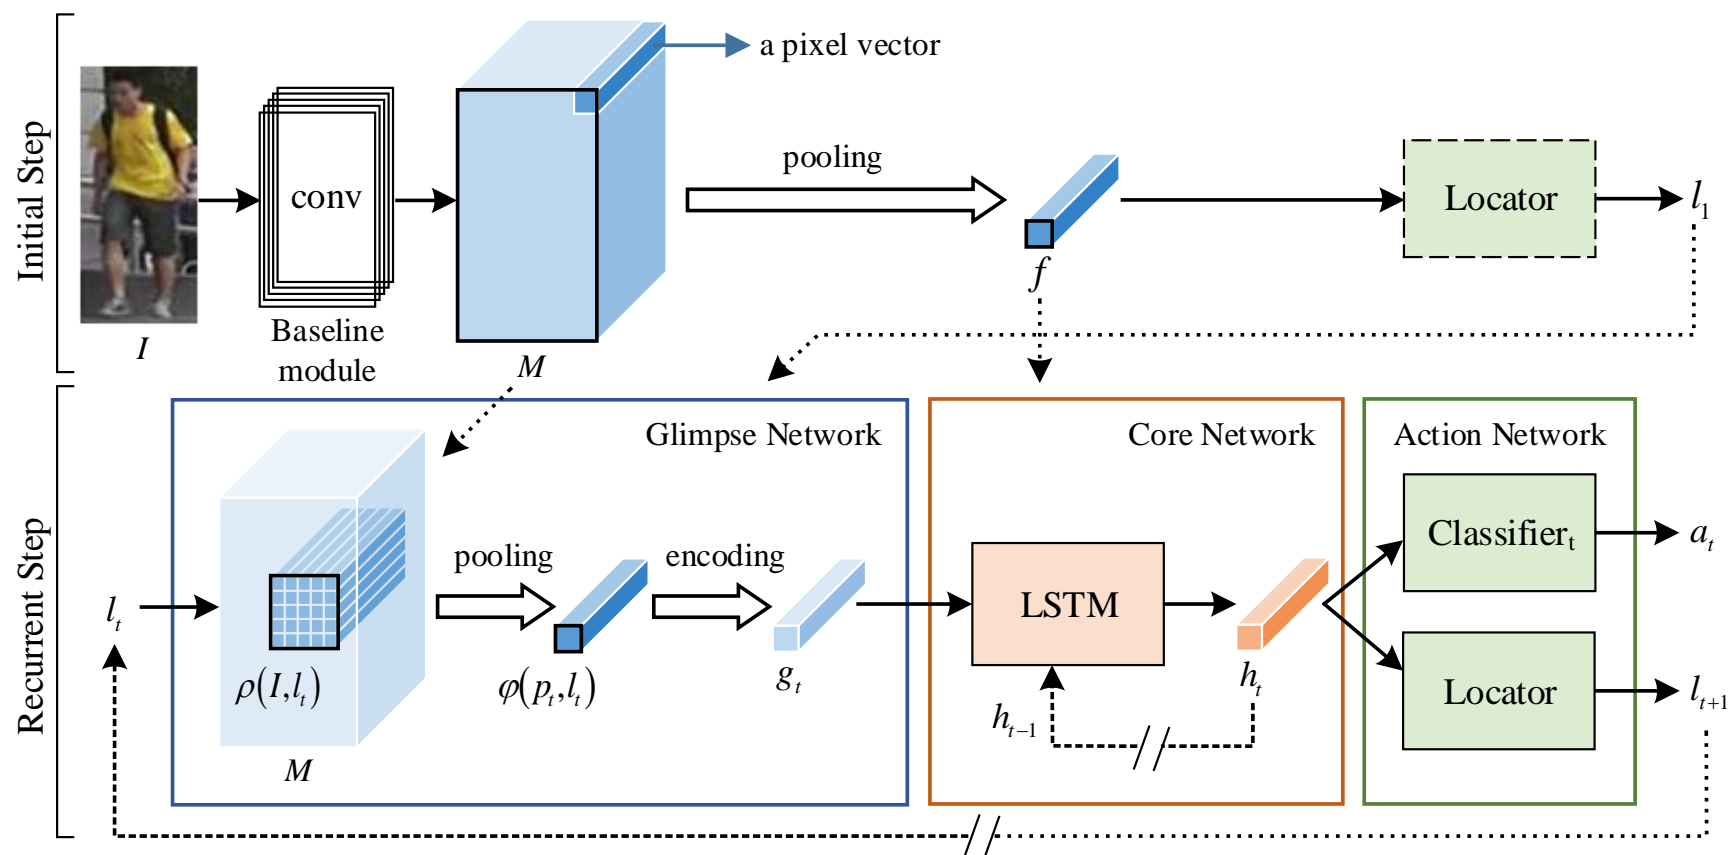 Initial Step
a pixel vector
conv
pooling
Locator
l₁
f
I
Baseline
module
M
Recurrent Step
Glimpse Network
Core Network
Action Network
pooling
encoding
LSTM
Classifierₜ
aₜ
lₜ
ρ(I,lₜ)
φ(pₜ,lₜ)
gₜ
hₜ
hₜ₋₁
Locator
lₜ₊₁
M